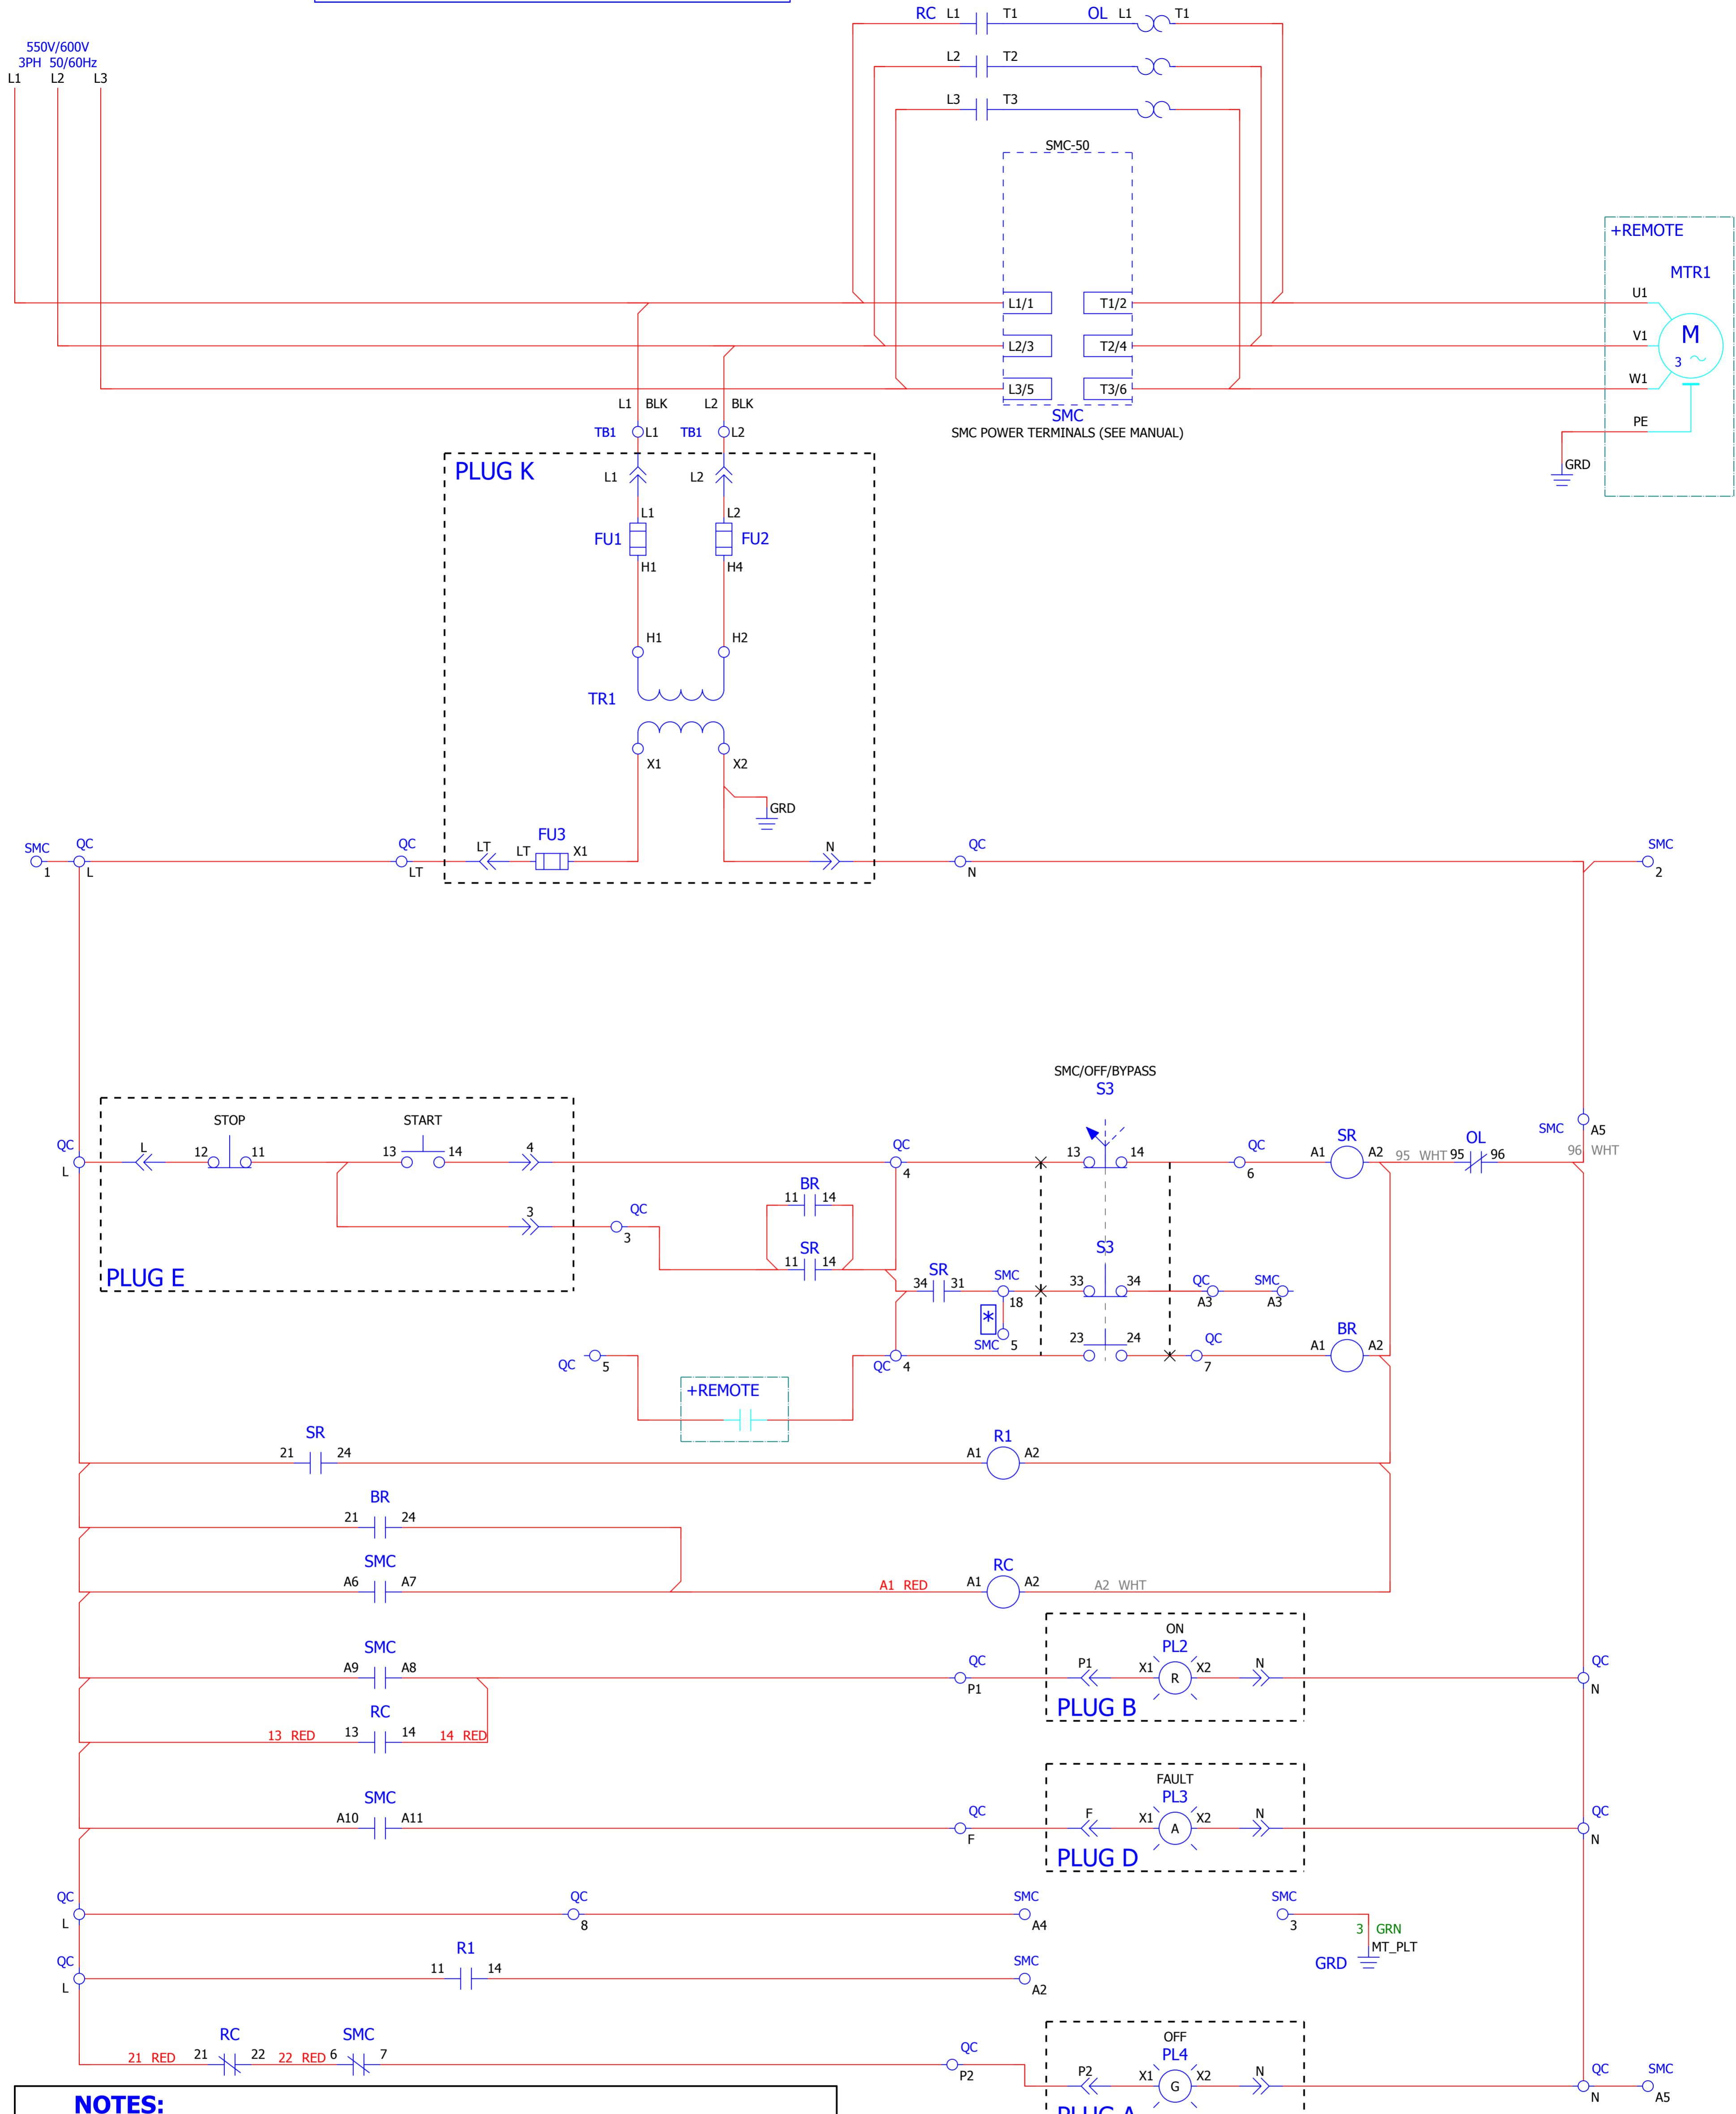 RC L1 T1 OL L1 T1
550V/600V
3PH 50/60Hz
L1 L2 L3
L2 T2
L3 T3
SMC-50
+REMOTE
MTR1
L1/1 T1/2 U1
M
3
L2/3 T2/4 V1
L3/5 T3/6 W1
L1 BLK L2 BLK
SMC
PE
TB1 L1 TB1 L2
SMC POWER TERMINALS (SEE MANUAL)
GRD
PLUG K
L1 L2
L1 L2
FU1 FU2
H1 H4
H1 H2
TR1
X1 X2
GRD
SMC QC QC FU3 QC SMC
LT LT X1 N
1 L LT N 2
SMC/OFF/BYPASS
S3
STOP START
SMC A5
QC L 12 11 13 14 4 QC 13 14 QC SR OL
A1 A2 95 WHT 95 96 96 WHT
L 4 6
BR
11 14
3 QC
3
SR S3
11 14
PLUG E
SR SMC QC SMC
34 31 33 34
18 A3 A3
*
SMC 5
23 24 QC BR
A1 A2
QC 5 QC 4 7
+REMOTE
SR R1
21 24 A1 A2
BR
21 24
SMC RC
A6 A7 A1 RED A1 A2 A2 WHT
ON
SMC PL2
A9 A8 QC P1 X1 R X2 N QC
P1 N
RC PLUG B
13 RED 13 14 14 RED
FAULT
SMC PL3
A10 A11 QC F X1 A X2 N QC
F N
PLUG D
QC QC SMC SMC
L 8 A4 3
3 GRN
QC R1 SMC MT_PLT
11 14 GRD
L A2
RC SMC OFF
21 RED 21 22 22 RED 6 7 QC PL4
P2 P2 X1 G X2 N QC SMC
N A5
NOTES:
PLUG A